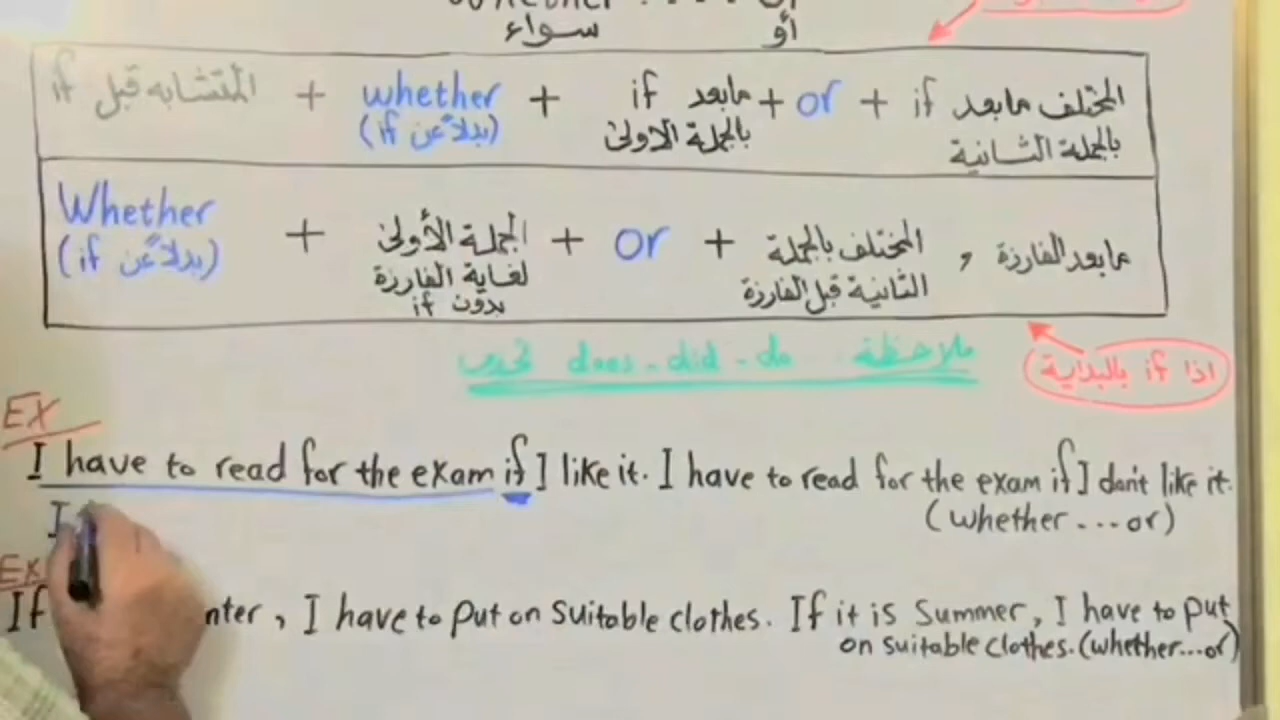 whether
أو
سواء
المتشابه قبل if + whether + مابعد if + or + المختلف مابعد if
(بدلاً عن if) بالجملة الاولى بالجملة الثانية
Whether + الجملة الأولى + or + المختلف بالجملة , مابعد الفارزة
(بدلاً عن if) لغاية الفارزة الثانية قبل الفارزة
بدون if
ملاحظة does - did - do تحذف
اذا if بالبداية
EX
I have to read for the exam if I like it. I have to read for the exam if I don't like it.
(whether ... or)
I
EX
If nter , I have to put on suitable clothes. If it is Summer, I have to put
on suitable clothes. (whether...or)